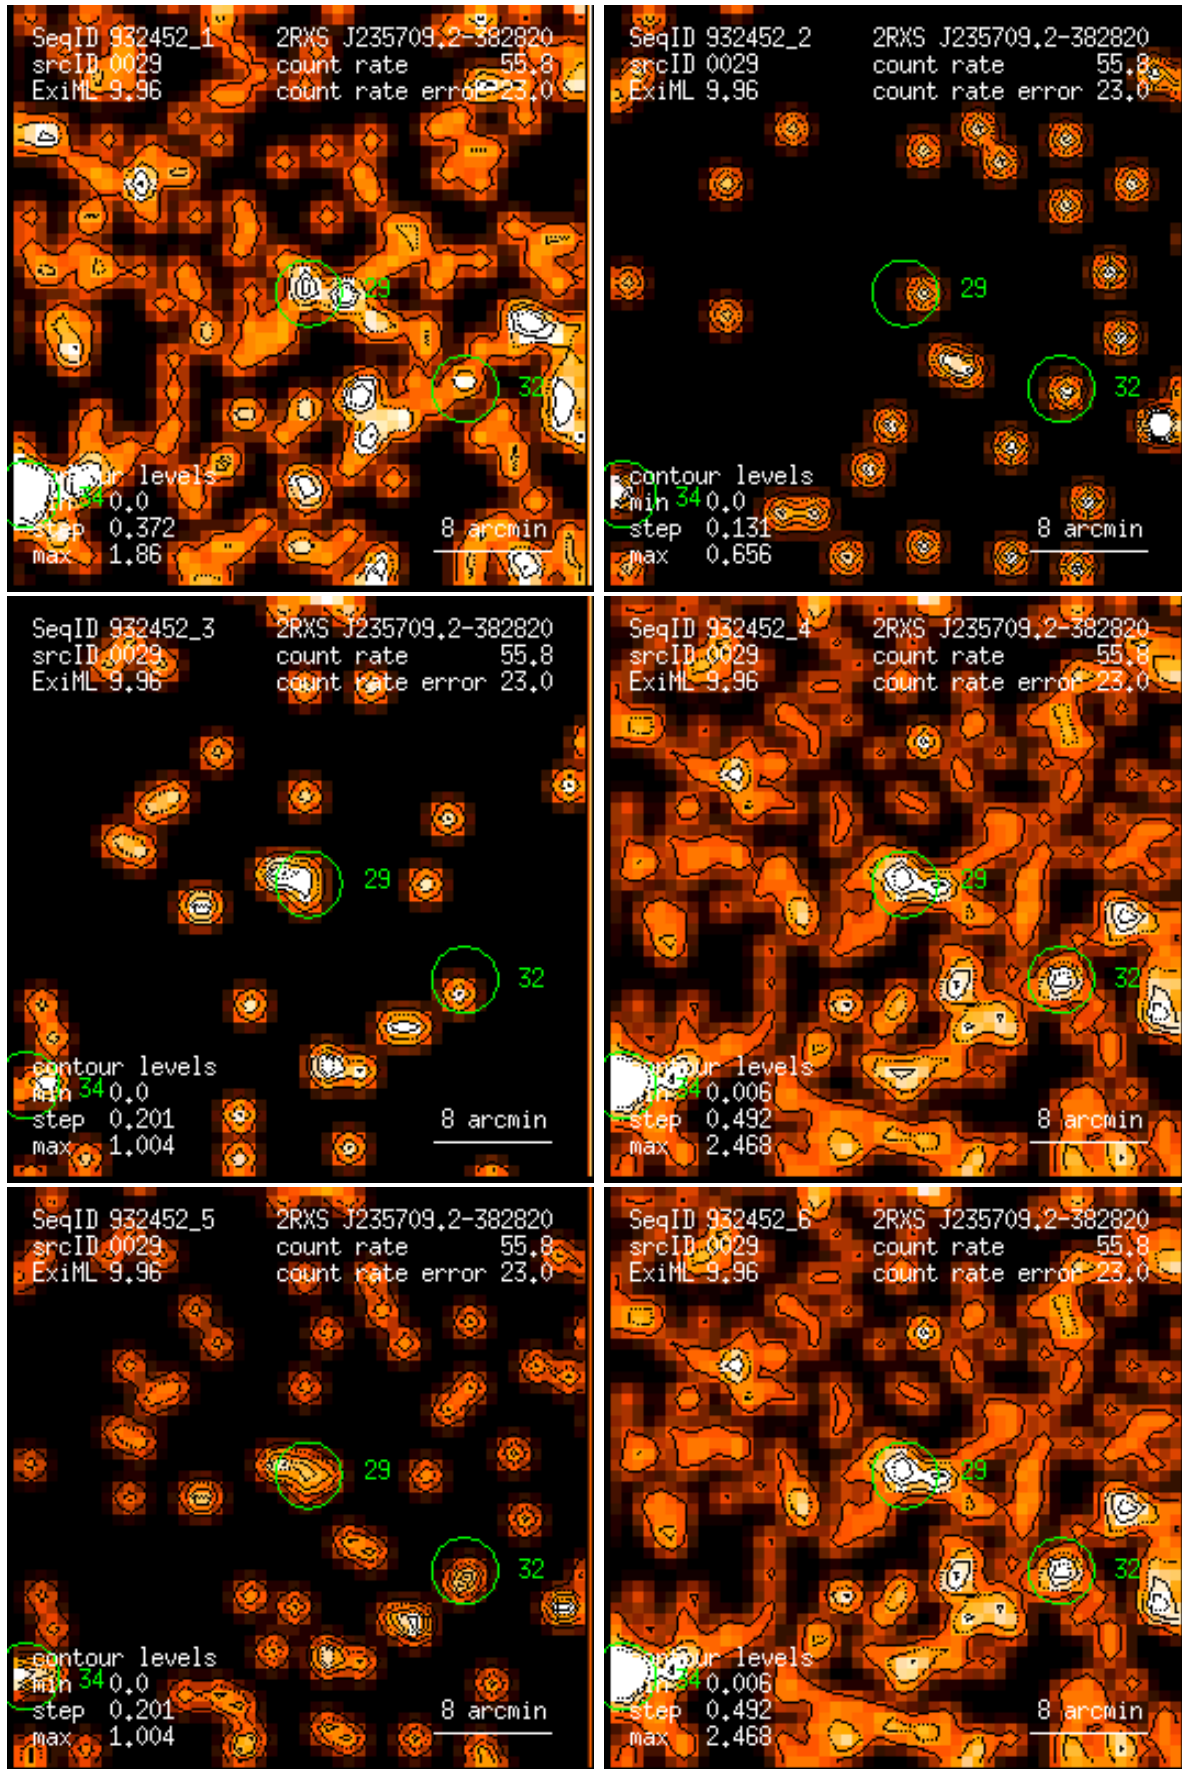 SeqID 932452_1 2RXS J235709.2-382820
srcID 0029 count rate 55.8
ExiML 9.96 count rate error 23.0
29
32
contour levels
34
min 0.0
step 0.372 8 arcmin
max 1.86
SeqID 932452_2 2RXS J235709.2-382820
srcID 0029 count rate 55.8
ExiML 9.96 count rate error 23.0
29
32
contour levels
34
min 0.0
step 0.131 8 arcmin
max 0.656
SeqID 932452_3 2RXS J235709.2-382820
srcID 0029 count rate 55.8
ExiML 9.96 count rate error 23.0
29
32
contour levels
34
min 0.0
step 0.201 8 arcmin
max 1.004
SeqID 932452_4 2RXS J235709.2-382820
srcID 0029 count rate 55.8
ExiML 9.96 count rate error 23.0
29
32
contour levels
34
min 0.006
step 0.492 8 arcmin
max 2.468
SeqID 932452_5 2RXS J235709.2-382820
srcID 0029 count rate 55.8
ExiML 9.96 count rate error 23.0
29
32
contour levels
34
min 0.0
step 0.201 8 arcmin
max 1.004
SeqID 932452_6 2RXS J235709.2-382820
srcID 0029 count rate 55.8
ExiML 9.96 count rate error 23.0
29
32
contour levels
34
min 0.006
step 0.492 8 arcmin
max 2.468